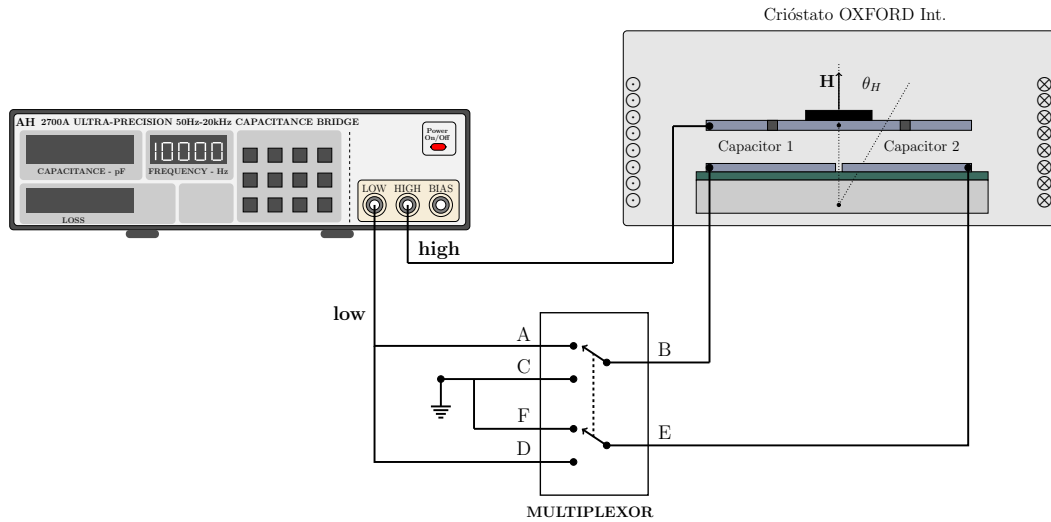 Crióstato OXFORD Int.
AH 2700A ULTRA-PRECISION 50Hz-20kHz CAPACITANCE BRIDGE
Power
On/Off
10000
CAPACITANCE - pF
FREQUENCY - Hz
LOSS
LOW
HIGH
BIAS
H
θ_H
Capacitor 1
Capacitor 2
high
low
A
B
C
F
E
D
MULTIPLEXOR